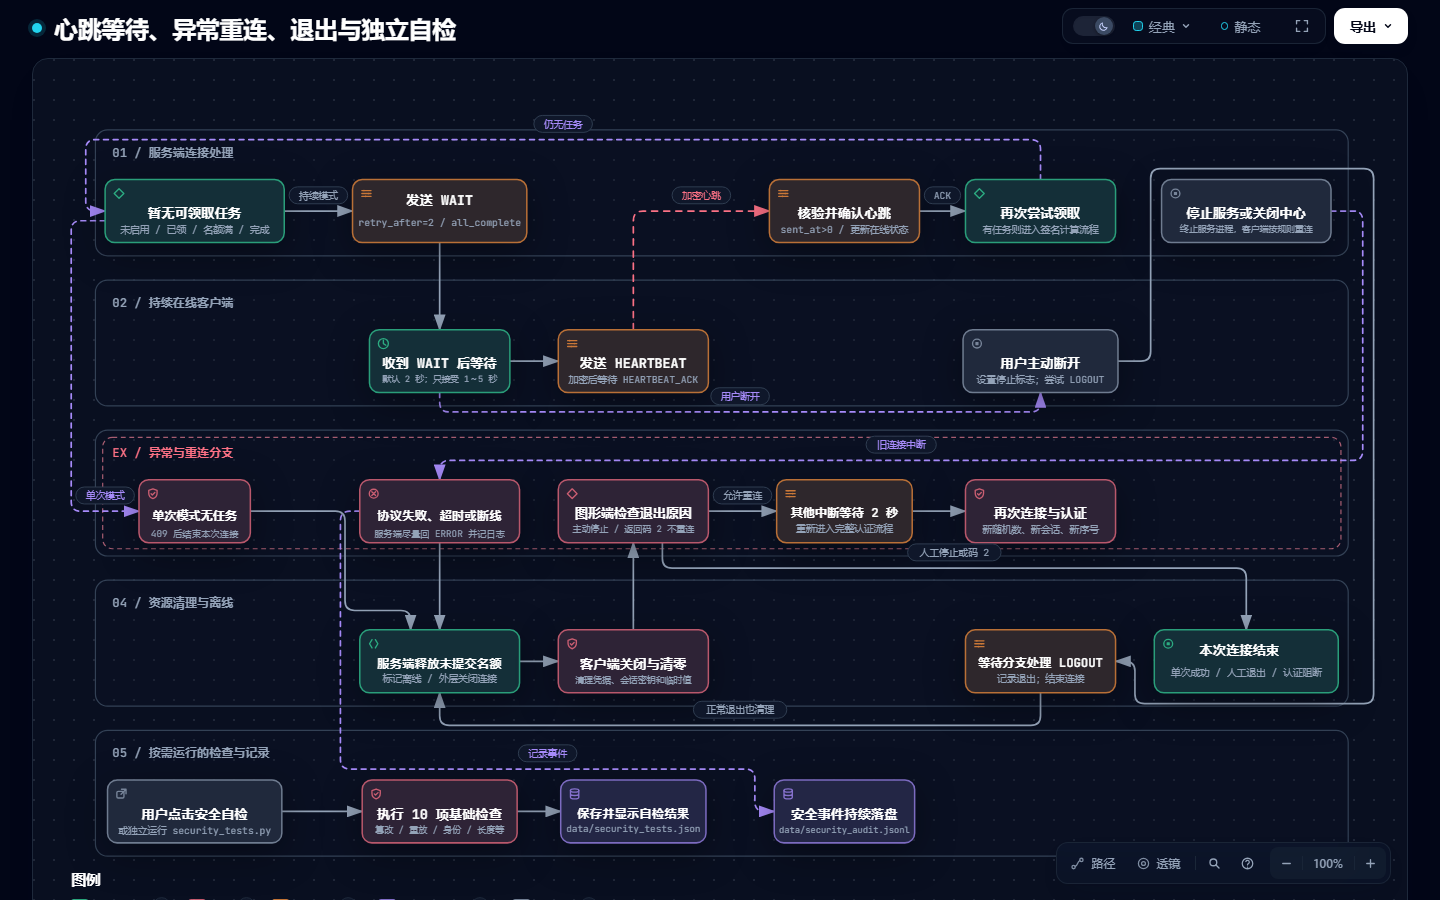 心跳等待、异常重连、退出与独立自检
经典
静态
导出
仍无任务
01 / 服务端连接处理
暂无可领取任务
未启用 / 已领 / 名额满 / 完成
持续模式
发送 WAIT
retry_after=2 / all_complete
加密心跳
核验并确认心跳
sent_at>0 / 更新在线状态
ACK
再次尝试领取
有任务则进入签名计算流程
停止服务或关闭中心
终止服务进程，客户端按规则重连
02 / 持续在线客户端
收到 WAIT 后等待
默认 2 秒；只接受 1~5 秒
发送 HEARTBEAT
加密后等待 HEARTBEAT_ACK
用户主动断开
设置停止标志；尝试 LOGOUT
用户断开
EX / 异常与重连分支
旧连接中断
单次模式
单次模式无任务
409 后结束本次连接
协议失败、超时或断线
服务端尽量回 ERROR 并记日志
图形端检查退出原因
主动停止 / 返回码 2 不重连
允许重连
其他中断等待 2 秒
重新进入完整认证流程
再次连接与认证
新随机数、新会话、新序号
人工停止或码 2
04 / 资源清理与离线
服务端释放未提交名额
标记离线 / 外层关闭连接
客户端关闭与清零
清理凭据、会话密钥和临时值
等待分支处理 LOGOUT
记录退出；结束连接
本次连接结束
单次成功 / 人工退出 / 认证阻断
正常退出也清理
05 / 按需运行的检查与记录
记录事件
用户点击安全自检
或独立运行 security_tests.py
执行 10 项基础检查
篡改 / 重放 / 身份 / 长度等
保存并显示自检结果
data/security_tests.json
安全事件持续落盘
data/security_audit.jsonl
图例
路径
透镜
100%